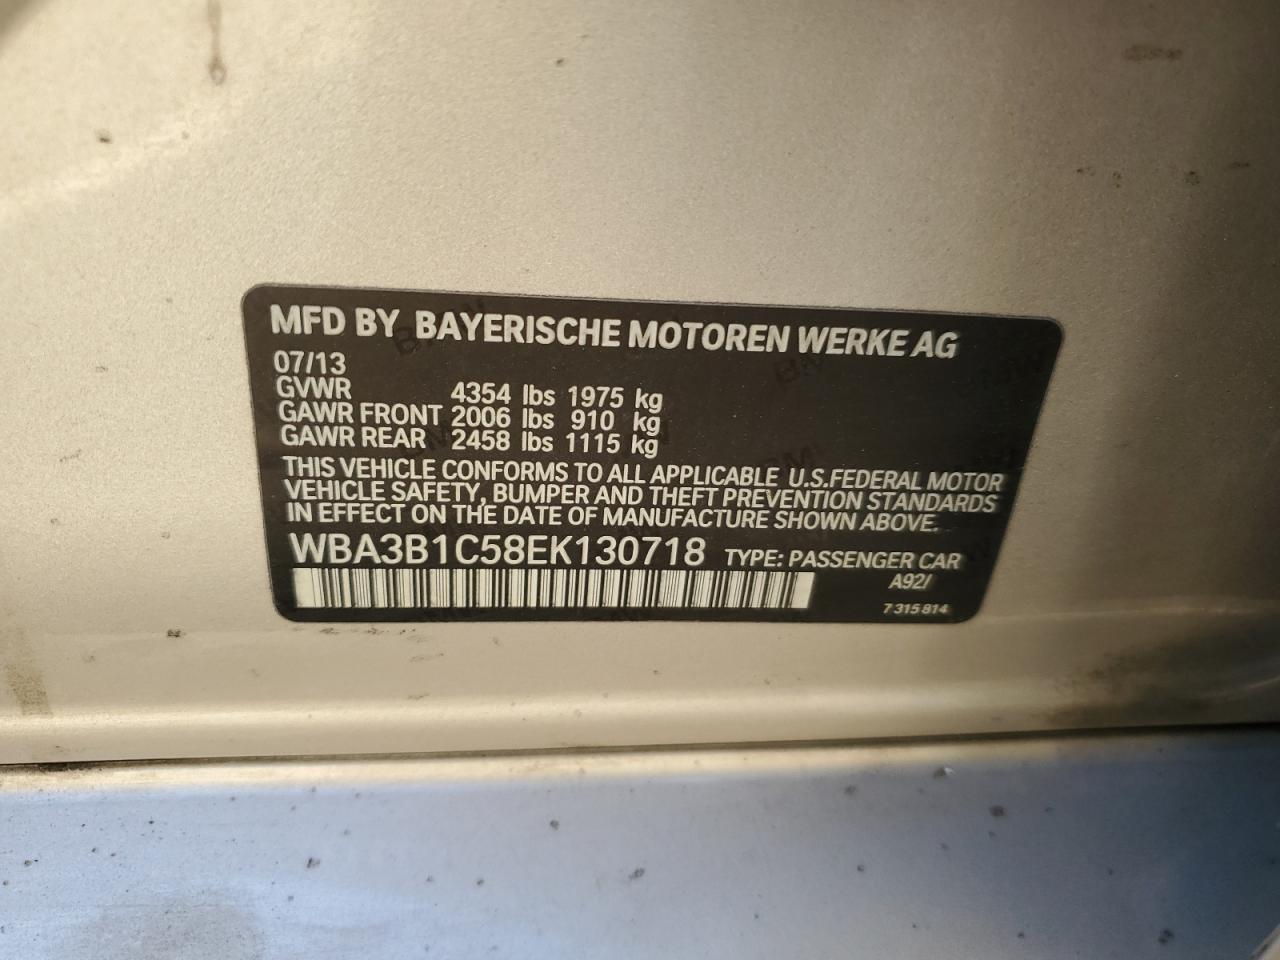 MFD BY BAYERISCHE MOTOREN WERKE AG
07/13
GVWR 4354 lbs 1975 kg
GAWR FRONT 2006 lbs 910 kg
GAWR REAR 2458 lbs 1115 kg
THIS VEHICLE CONFORMS TO ALL APPLICABLE U.S.FEDERAL MOTOR
VEHICLE SAFETY, BUMPER AND THEFT PREVENTION STANDARDS
IN EFFECT ON THE DATE OF MANUFACTURE SHOWN ABOVE.
WBA3B1C58EK130718 TYPE: PASSENGER CAR
A92/
7 315 814